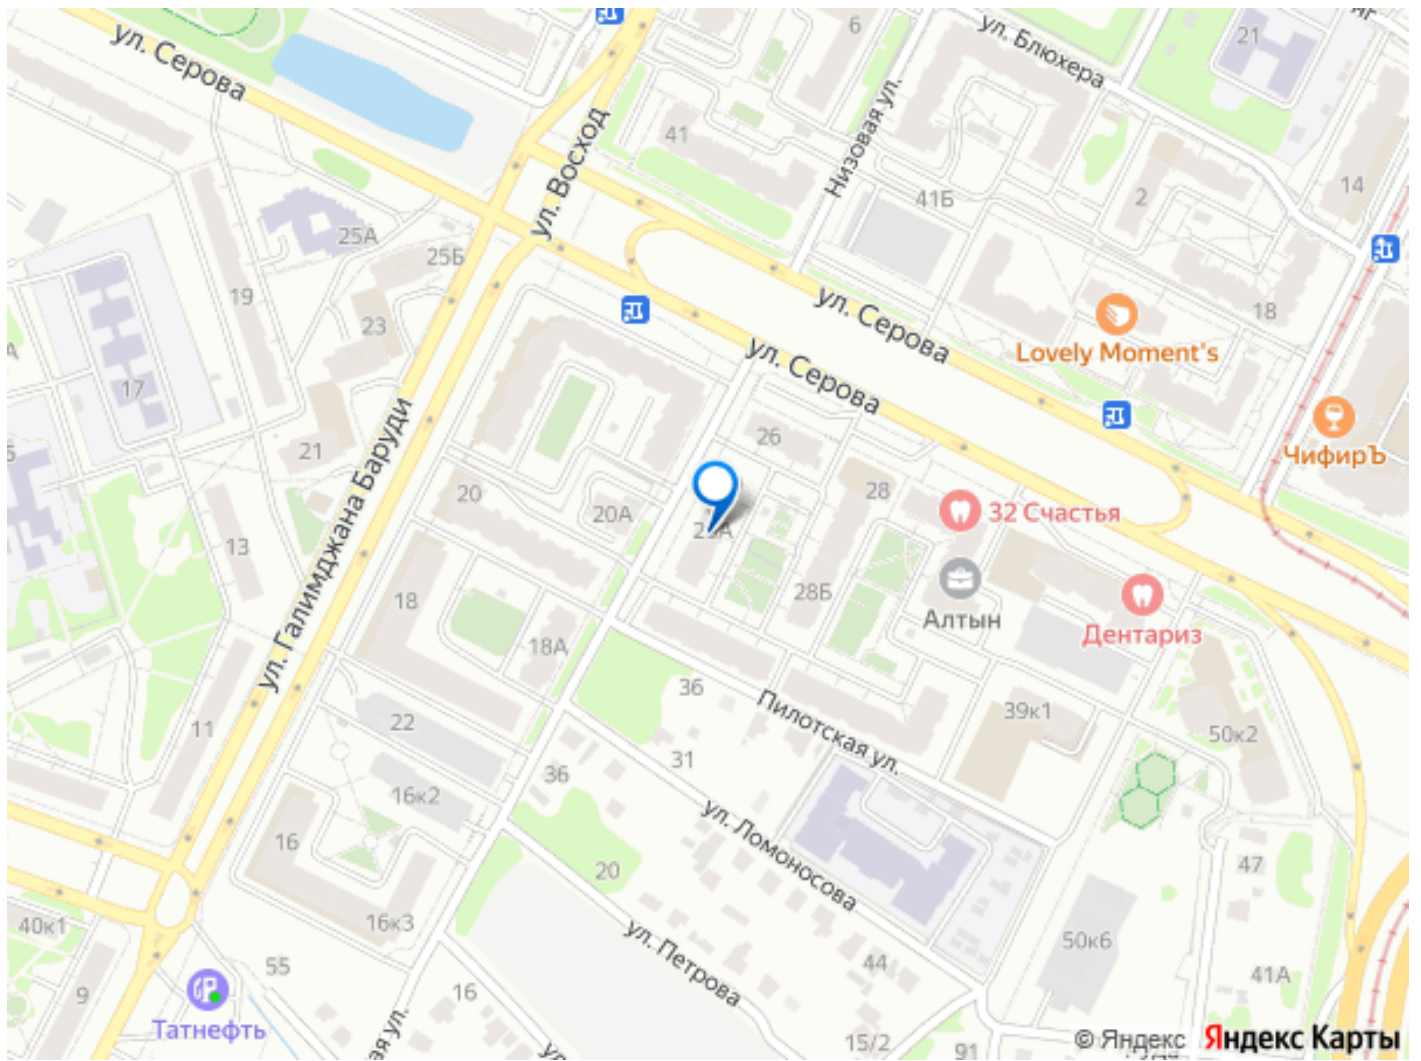 6
21
ул. Блюхера
ул. Серова
ул. Восход
41
Низовая ул.
41Б
2
14
25А
25Б
19
23
18
ул. Серова
Lovely Moment's
ул. Серова
17
21
26
ЧифирЪ
20
20А
28
32 Счастья
13
ул. Галимджана Баруди
18
28Б
Алтын
Дентариз
18А
36
Пилотская ул.
39к1
50к2
11
22
31
36
16к2
ул. Ломоносова
16
20
47
40к1
16к3
ул. Петрова
50к6
55
44
41А
9
16
Татнефть
15/2
91
© Яндекс
Яндекс Карты